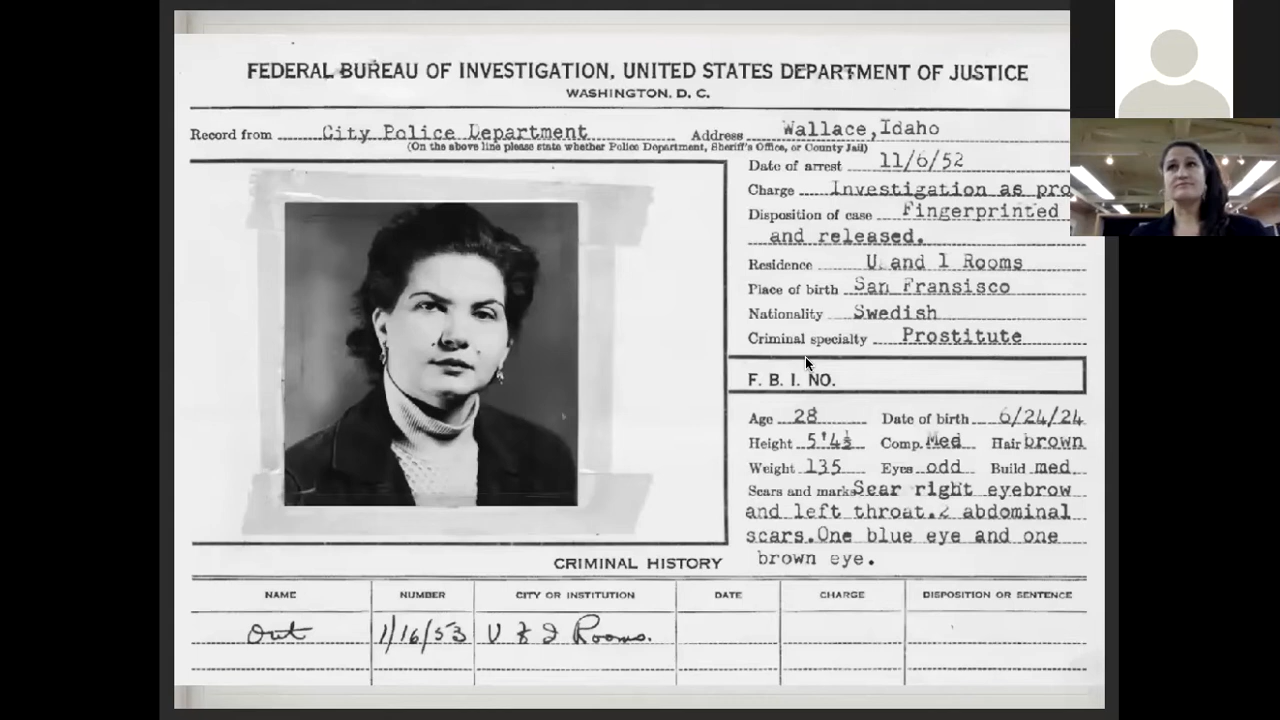 FEDERAL BUREAU OF INVESTIGATION, UNITED STATES DEPARTMENT OF JUSTICE
WASHINGTON, D. C.
Record from City Police Department Address Wallace, Idaho
(On the above line please state whether Police Department, Sheriff's Office, or County Jail)
Date of arrest 11/6/52
Charge Investigation as pro
Disposition of case Fingerprinted
and released.
Residence U. and I Rooms
Place of birth San Fransisco
Nationality Swedish
Criminal specialty Prostitute
F. B. I. NO.
Age 28 Date of birth 6/24/24
Height 5'4½ Comp. Med Hair brown
Weight 135 Eyes odd Build med.
Scars and marks Scar right eyebrow
and left throat.2 abdominal
scars.One blue eye and one
brown eye.
CRIMINAL HISTORY
NAME NUMBER CITY OR INSTITUTION DATE CHARGE DISPOSITION OR SENTENCE
Out 1/16/53 U & I Rooms.